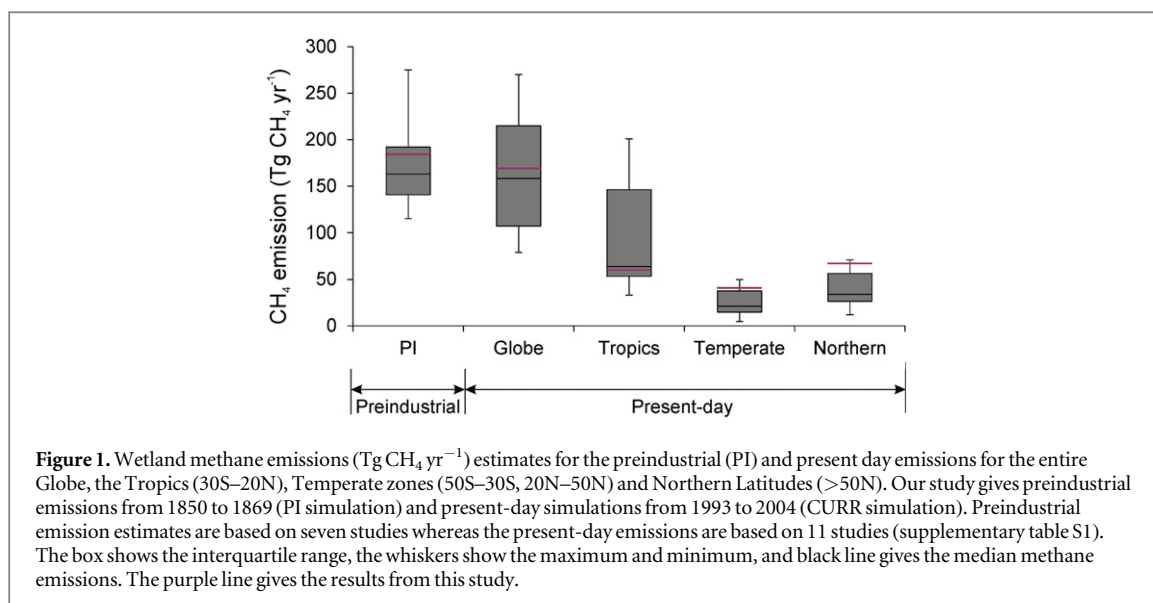 300
250
200
150
100
50
0
CH₄ emission (Tg CH₄ yr⁻¹)
PI Globe Tropics Temperate Northern
Preindustrial Present-day
Figure 1. Wetland methane emissions (Tg CH₄ yr⁻¹) estimates for the preindustrial (PI) and present day emissions for the entire
Globe, the Tropics (30S–20N), Temperate zones (50S–30S, 20N–50N) and Northern Latitudes (>50N). Our study gives preindustrial
emissions from 1850 to 1869 (PI simulation) and present-day simulations from 1993 to 2004 (CURR simulation). Preindustrial
emission estimates are based on seven studies whereas the present-day emissions are based on 11 studies (supplementary table S1).
The box shows the interquartile range, the whiskers show the maximum and minimum, and black line gives the median methane
emissions. The purple line gives the results from this study.